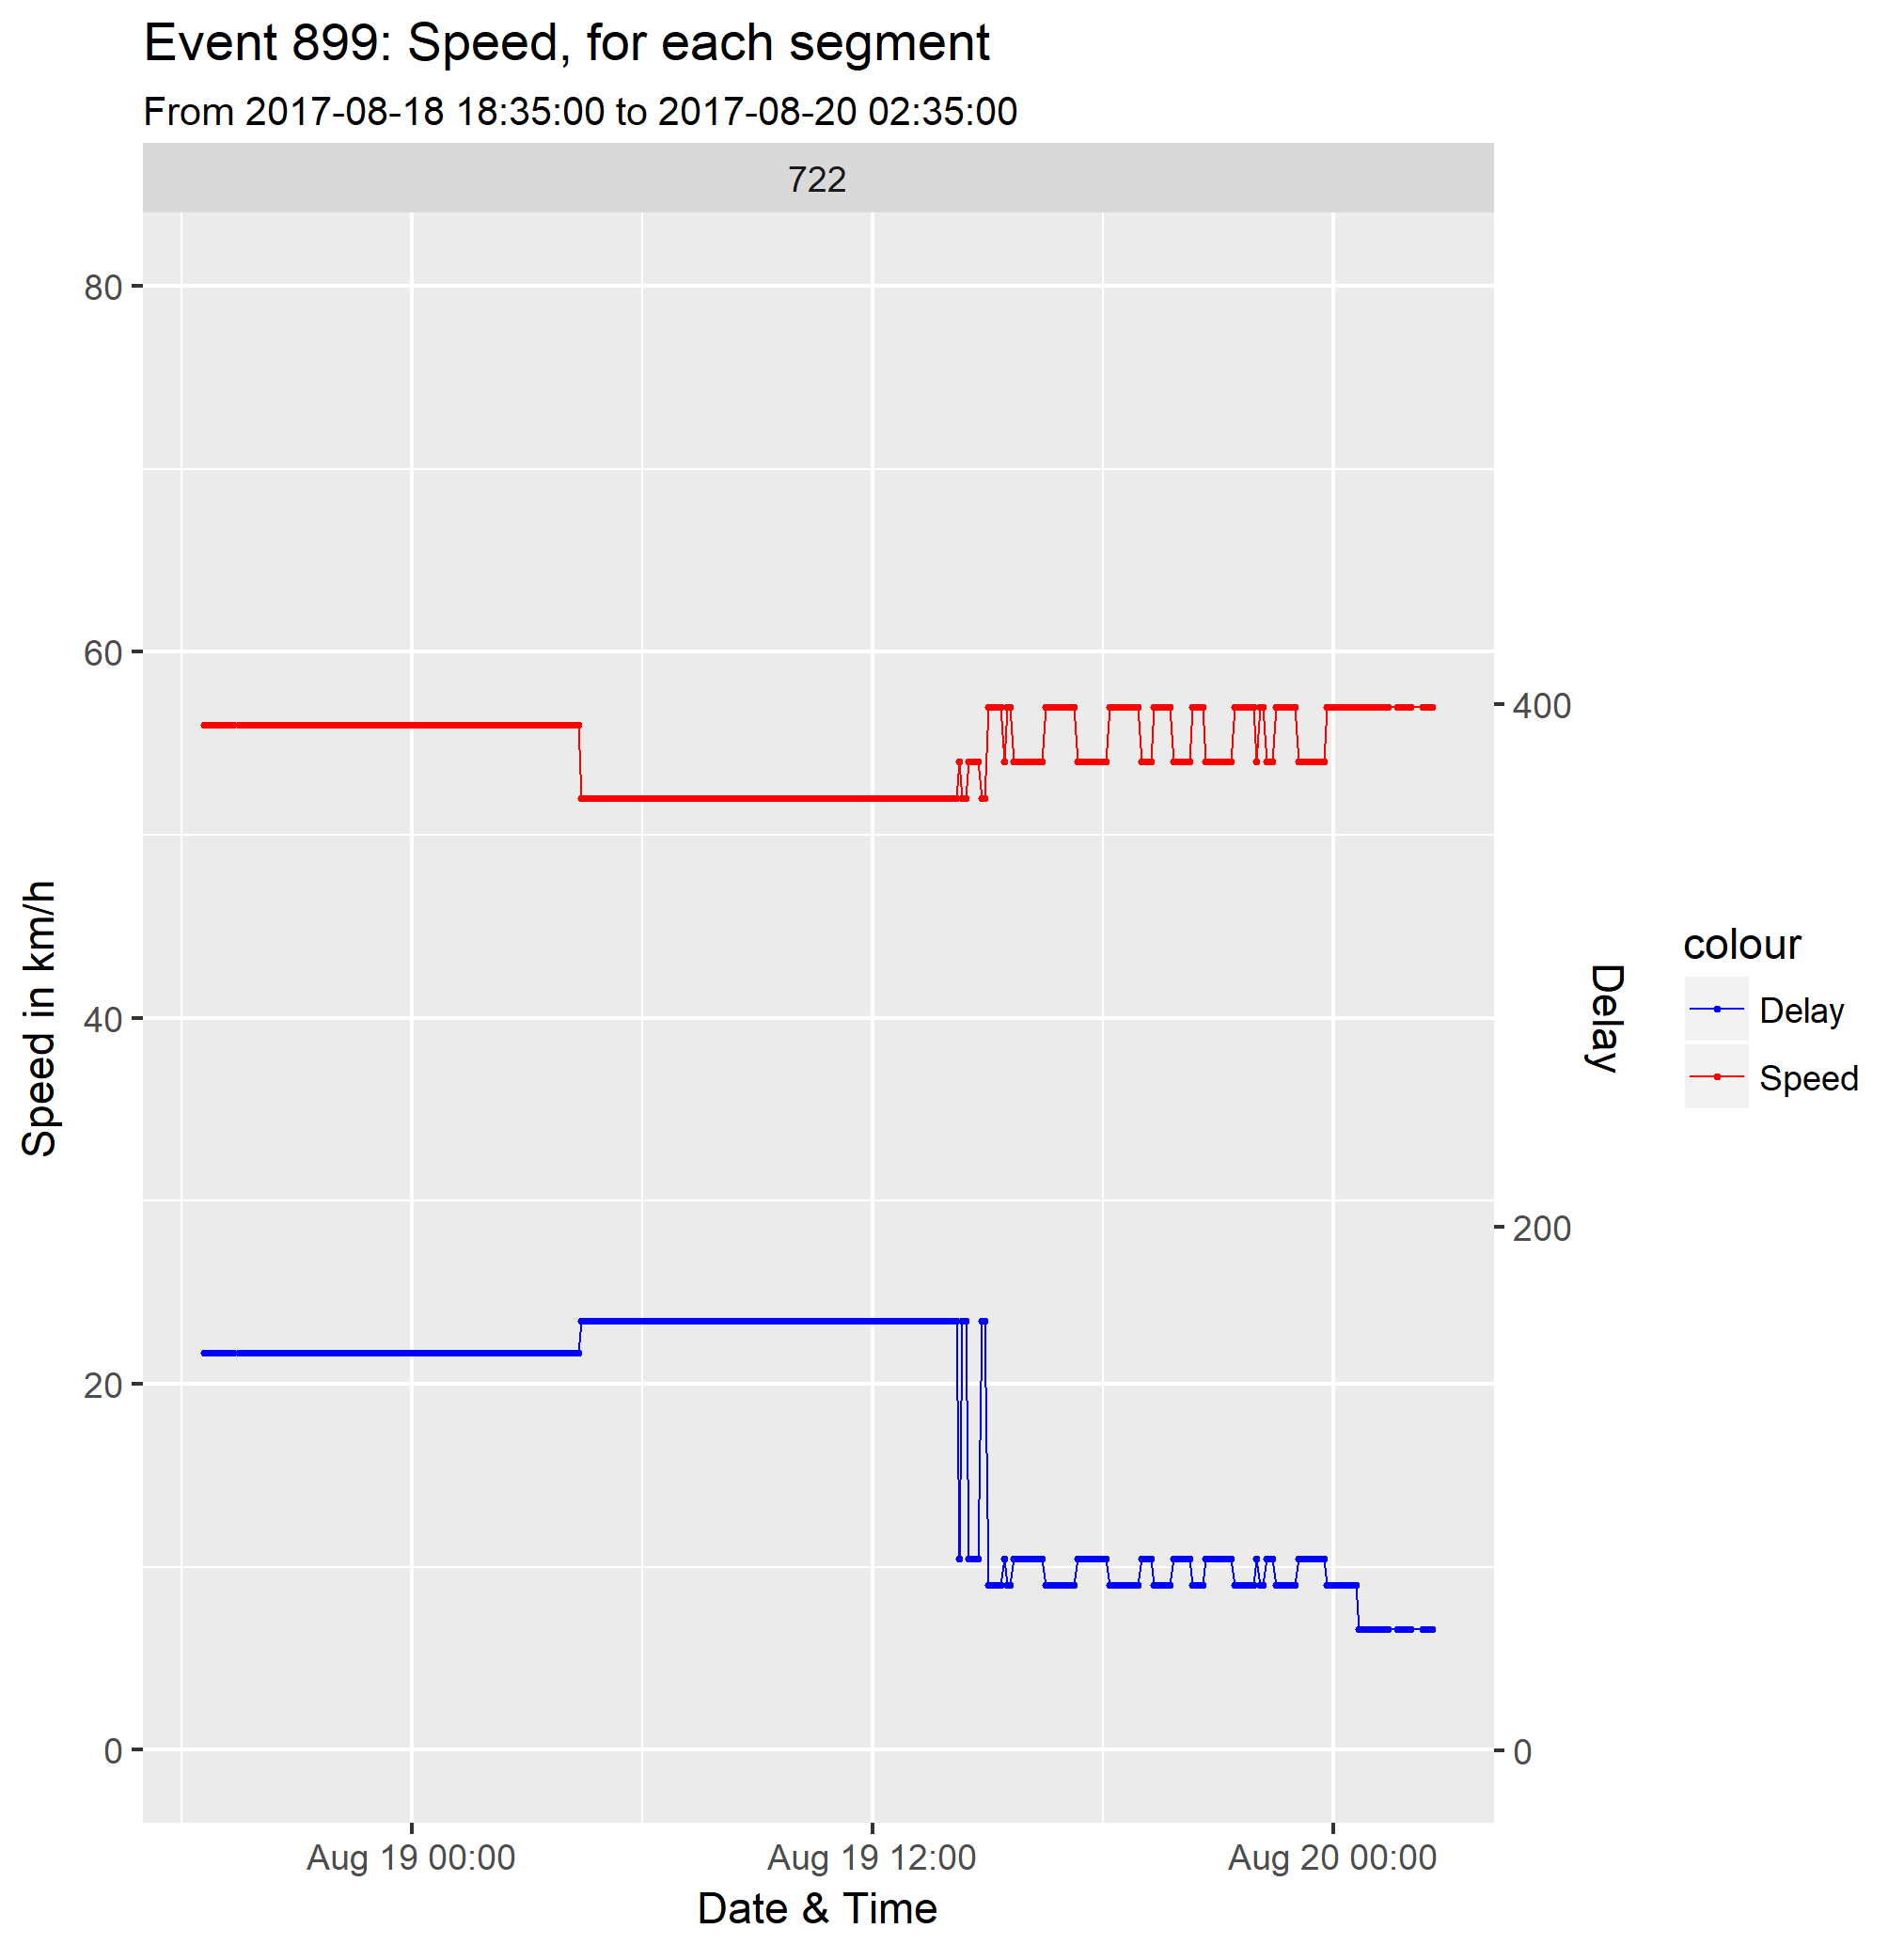 Event 899: Speed, for each segment
From 2017-08-18 18:35:00 to 2017-08-20 02:35:00
722
80
60
40
20
0
Speed in km/h
400
200
0
Delay
Aug 19 00:00
Aug 19 12:00
Aug 20 00:00
Date & Time
colour
Delay
Speed